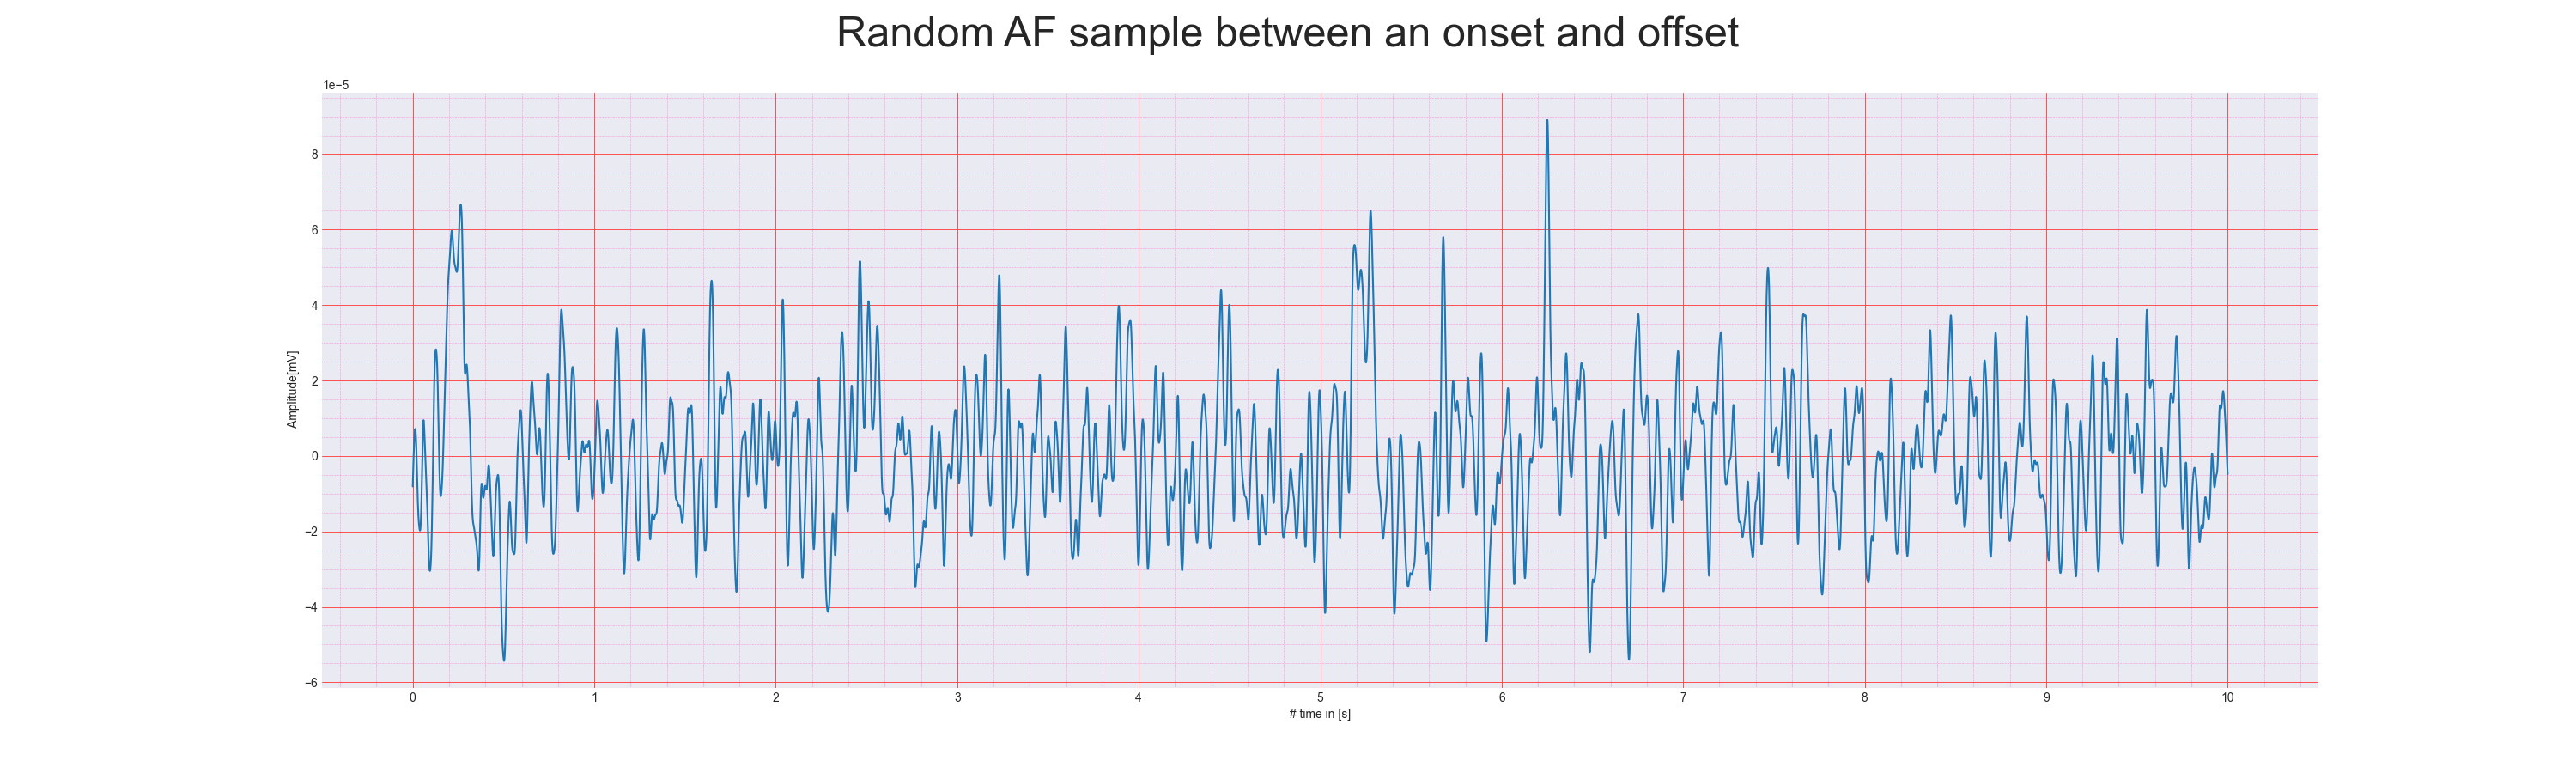 Random AF sample between an onset and offset
1e−5
8
6
4
2
0
−2
−4
−6
Amplitude[mV]
0 1 2 3 4 5 6 7 8 9 10
# time in [s]